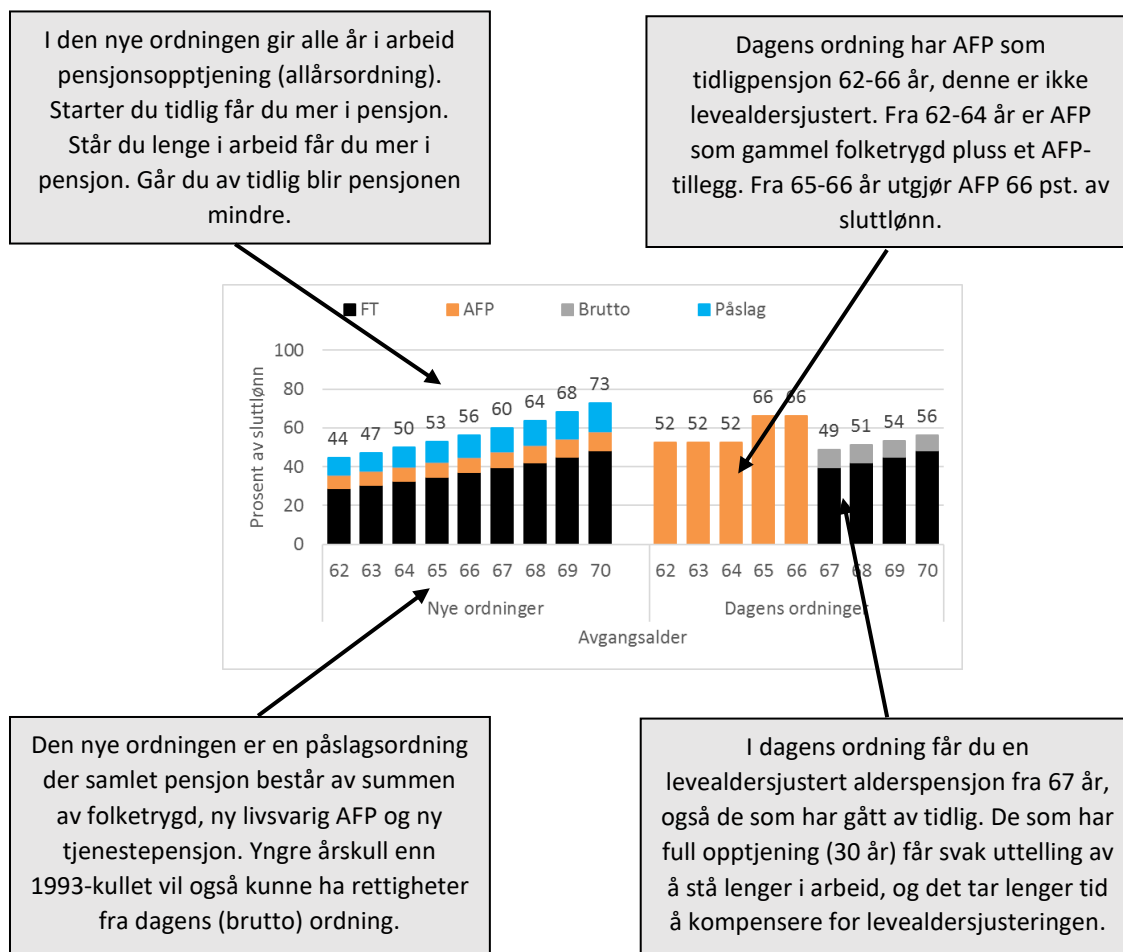 I den nye ordningen gir alle år i arbeid
pensjonsopptjening (allårsordning).
Starter du tidlig får du mer i pensjon.
Står du lenge i arbeid får du mer i
pensjon. Går du av tidlig blir pensjonen
mindre.
Dagens ordning har AFP som
tidligpensjon 62-66 år, denne er ikke
levealdersjustert. Fra 62-64 år er AFP
som gammel folketrygd pluss et AFP-
tillegg. Fra 65-66 år utgjør AFP 66 pst. av
sluttlønn.
FT AFP Brutto Påslag
Prosent av sluttlønn
100
80
60
40
20
0
44 47 50 53 56 60 64 68 73
52 52 52 66 66 49 51 54 56
62 63 64 65 66 67 68 69 70
62 63 64 65 66 67 68 69 70
Nye ordninger
Dagens ordninger
Avgangsalder
Den nye ordningen er en påslagsordning
der samlet pensjon består av summen
av folketrygd, ny livsvarig AFP og ny
tjenestepensjon. Yngre årskull enn
1993-kullet vil også kunne ha rettigheter
fra dagens (brutto) ordning.
I dagens ordning får du en
levealdersjustert alderspensjon fra 67 år,
også de som har gått av tidlig. De som har
full opptjening (30 år) får svak uttelling av
å stå lenger i arbeid, og det tar lenger tid
å kompensere for levealdersjusteringen.